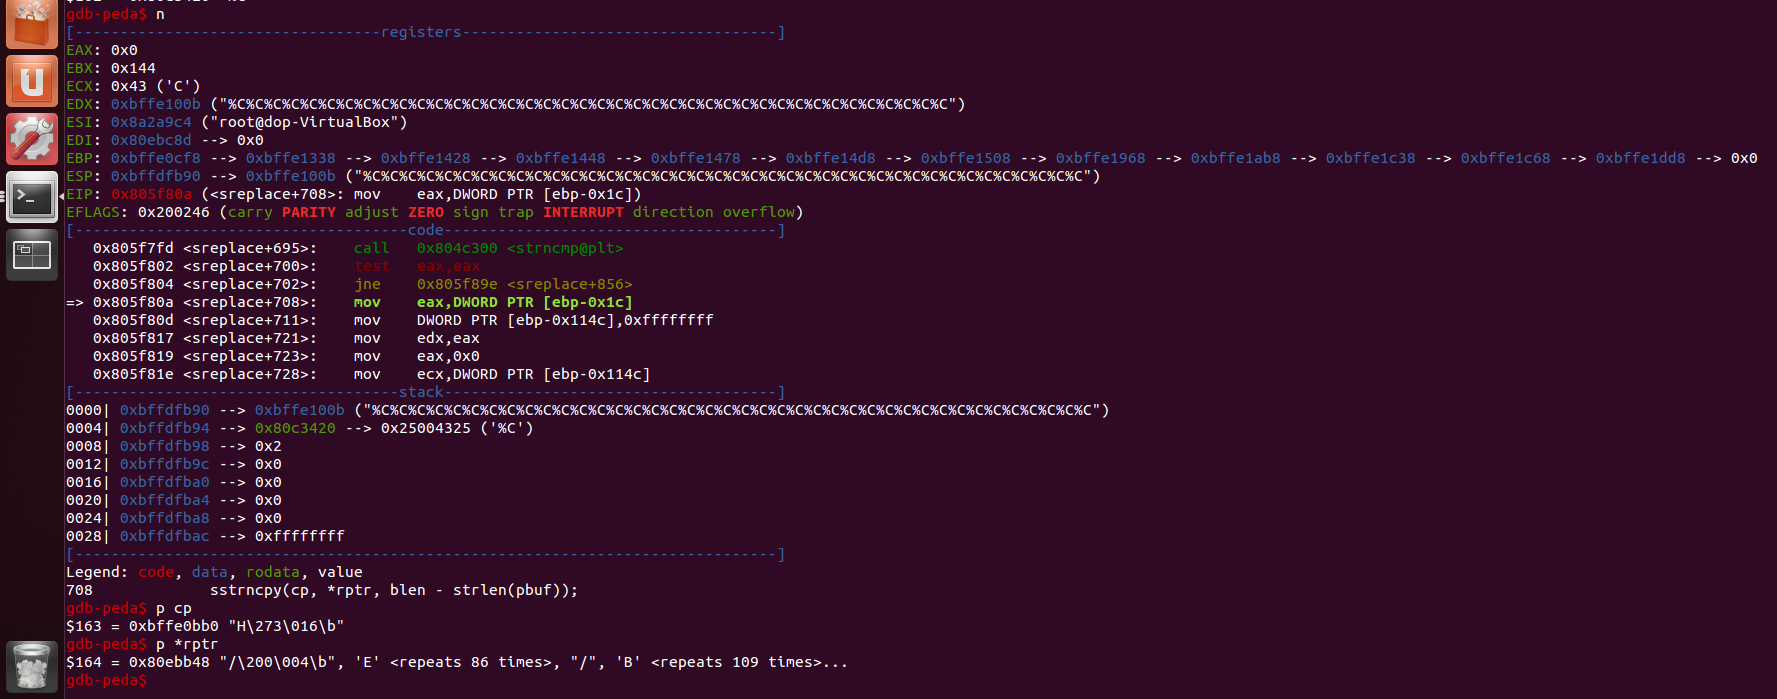 gdb-peda$ n
[----------------------------------registers-----------------------------------]
EAX: 0x0
EBX: 0x144
ECX: 0x43 ('C')
EDX: 0xbffe100b ("%C%C%C%C%C%C%C%C%C%C%C%C%C%C%C%C%C%C%C%C%C%C%C%C%C%C%C%C%C%C%C%C%C%C%C%C%C%C%C%C")
ESI: 0x8a2a9c4 ("root@dop-VirtualBox")
EDI: 0x80ebc8d --> 0x0
EBP: 0xbffe0cf8 --> 0xbffe1338 --> 0xbffe1428 --> 0xbffe1448 --> 0xbffe1478 --> 0xbffe14d8 --> 0xbffe1508 --> 0xbffe1968 --> 0xbffe1ab8 --> 0xbffe1c38 --> 0xbffe1c68 --> 0xbffe1dd8 --> 0x0
ESP: 0xbffdfb90 --> 0xbffe100b ("%C%C%C%C%C%C%C%C%C%C%C%C%C%C%C%C%C%C%C%C%C%C%C%C%C%C%C%C%C%C%C%C%C%C%C%C%C%C%C%C")
EIP: 0x805f80a (<sreplace+708>: mov    eax,DWORD PTR [ebp-0x1c])
EFLAGS: 0x200246 (carry PARITY adjust ZERO sign trap INTERRUPT direction overflow)
[-------------------------------------code-------------------------------------]
   0x805f7fd <sreplace+695>:    call   0x804c300 <strncmp@plt>
   0x805f802 <sreplace+700>:    test   eax,eax
   0x805f804 <sreplace+702>:    jne    0x805f89e <sreplace+856>
=> 0x805f80a <sreplace+708>:    mov    eax,DWORD PTR [ebp-0x1c]
   0x805f80d <sreplace+711>:    mov    DWORD PTR [ebp-0x114c],0xffffffff
   0x805f817 <sreplace+721>:    mov    edx,eax
   0x805f819 <sreplace+723>:    mov    eax,0x0
   0x805f81e <sreplace+728>:    mov    ecx,DWORD PTR [ebp-0x114c]
[------------------------------------stack-------------------------------------]
0000| 0xbffdfb90 --> 0xbffe100b ("%C%C%C%C%C%C%C%C%C%C%C%C%C%C%C%C%C%C%C%C%C%C%C%C%C%C%C%C%C%C%C%C%C%C%C%C%C%C%C%C")
0004| 0xbffdfb94 --> 0x80c3420 --> 0x25004325 ('%C')
0008| 0xbffdfb98 --> 0x2
0012| 0xbffdfb9c --> 0x0
0016| 0xbffdfba0 --> 0x0
0020| 0xbffdfba4 --> 0x0
0024| 0xbffdfba8 --> 0x0
0028| 0xbffdfbac --> 0xffffffff
[------------------------------------------------------------------------------]
Legend: code, data, rodata, value
708             sstrncpy(cp, *rptr, blen - strlen(pbuf));
gdb-peda$ p cp
$163 = 0xbffe0bb0 "H\273\016\b"
gdb-peda$ p *rptr
$164 = 0x80ebb48 "/\200\004\b", 'E' <repeats 86 times>, "/", 'B' <repeats 109 times>...
gdb-peda$